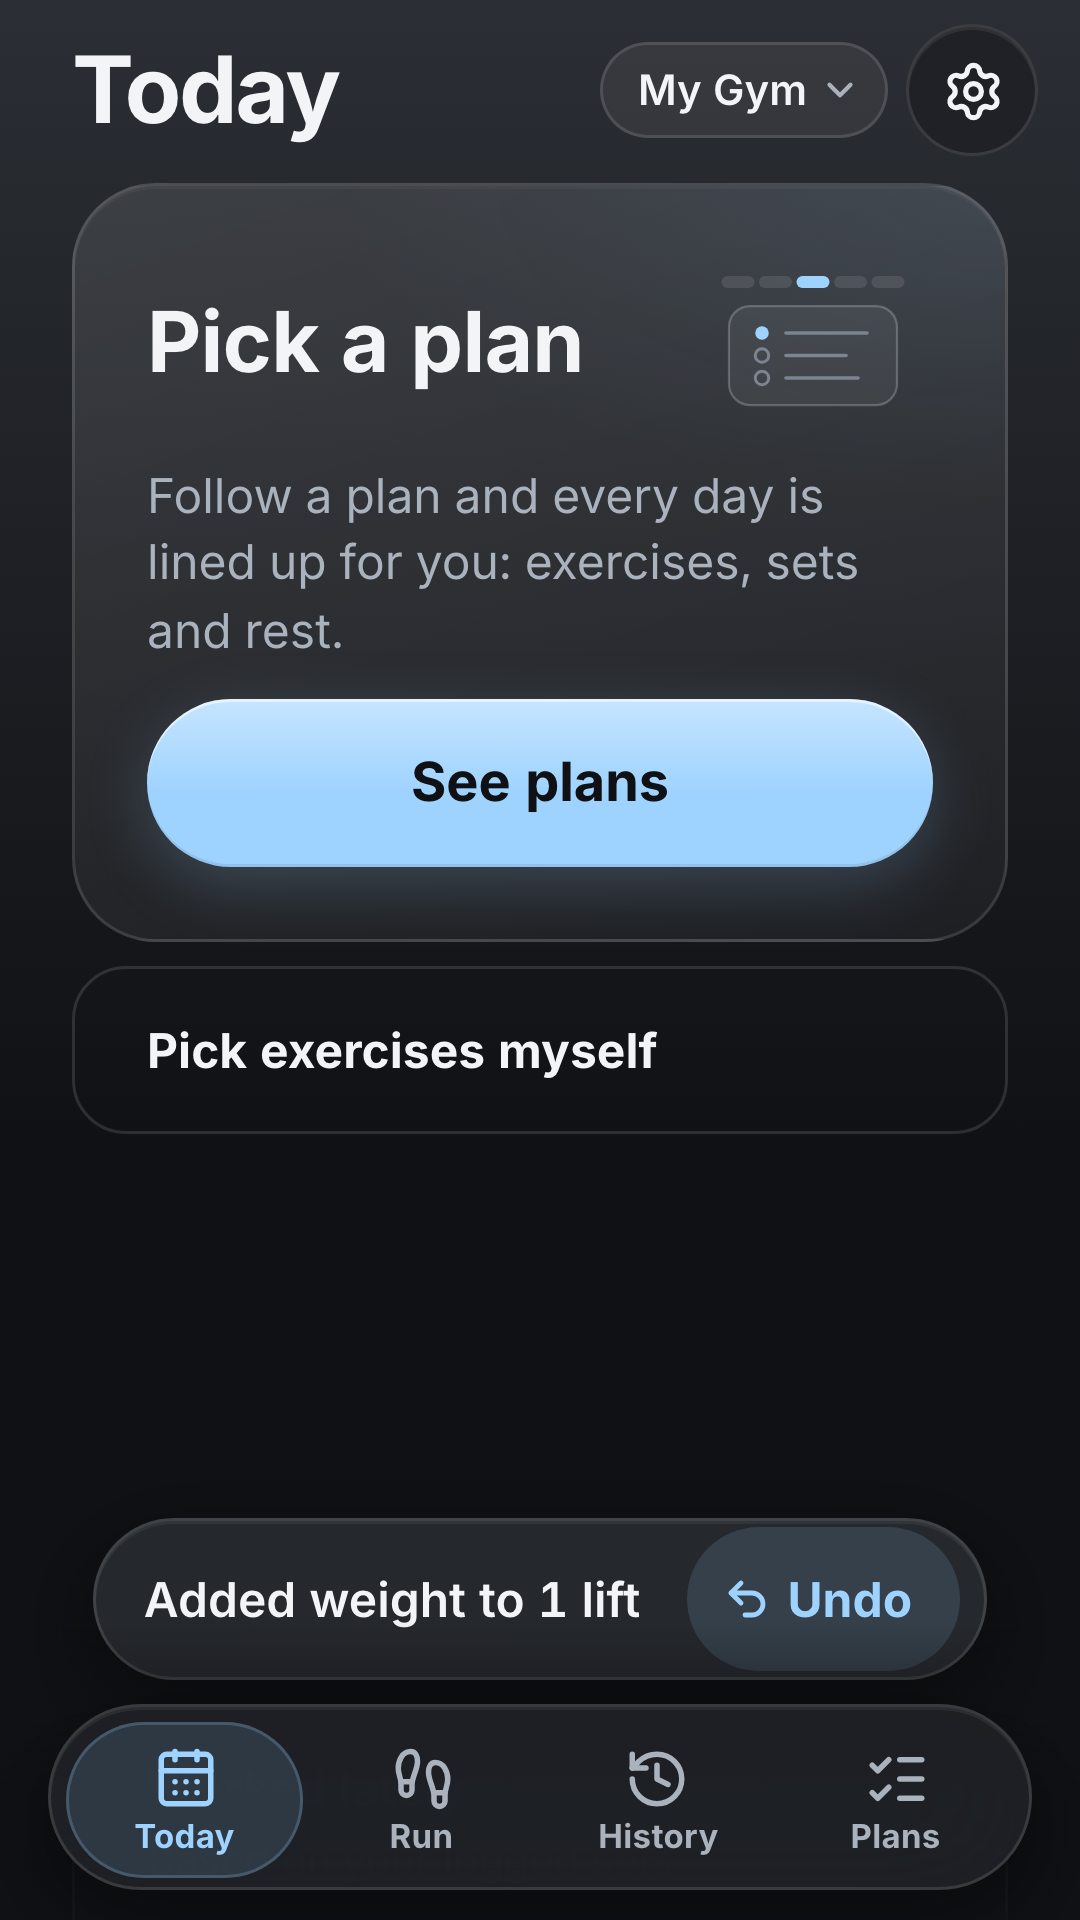 Today
My Gym
Pick a plan
Follow a plan and every day is
lined up for you: exercises, sets
and rest.
See plans
Pick exercises myself
Added weight to 1 lift
Undo
Today
Run
History
Plans